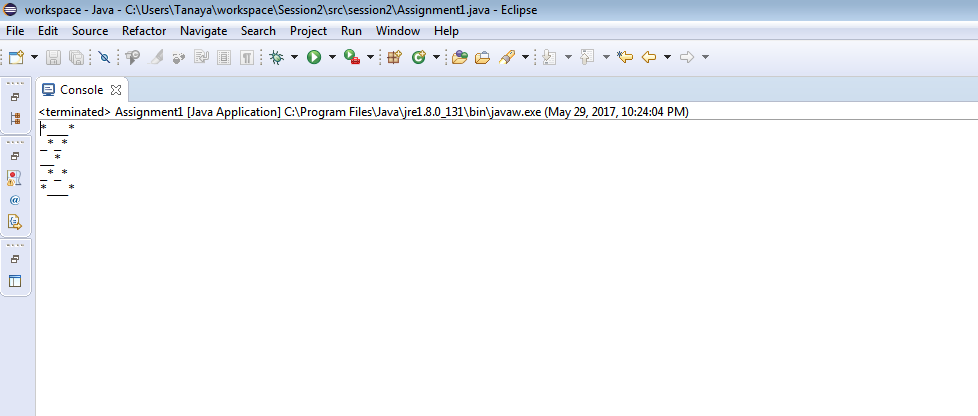 workspace - Java - C:\Users\Tanaya\workspace\Session2\src\session2\Assignment1.java - Eclipse
File Edit Source Refactor Navigate Search Project Run Window Help
Console
<terminated> Assignment1 [Java Application] C:\Program Files\Java\jre1.8.0_131\bin\javaw.exe (May 29, 2017, 10:24:04 PM)
*___*
_*_*
__*
_*_*
*___*